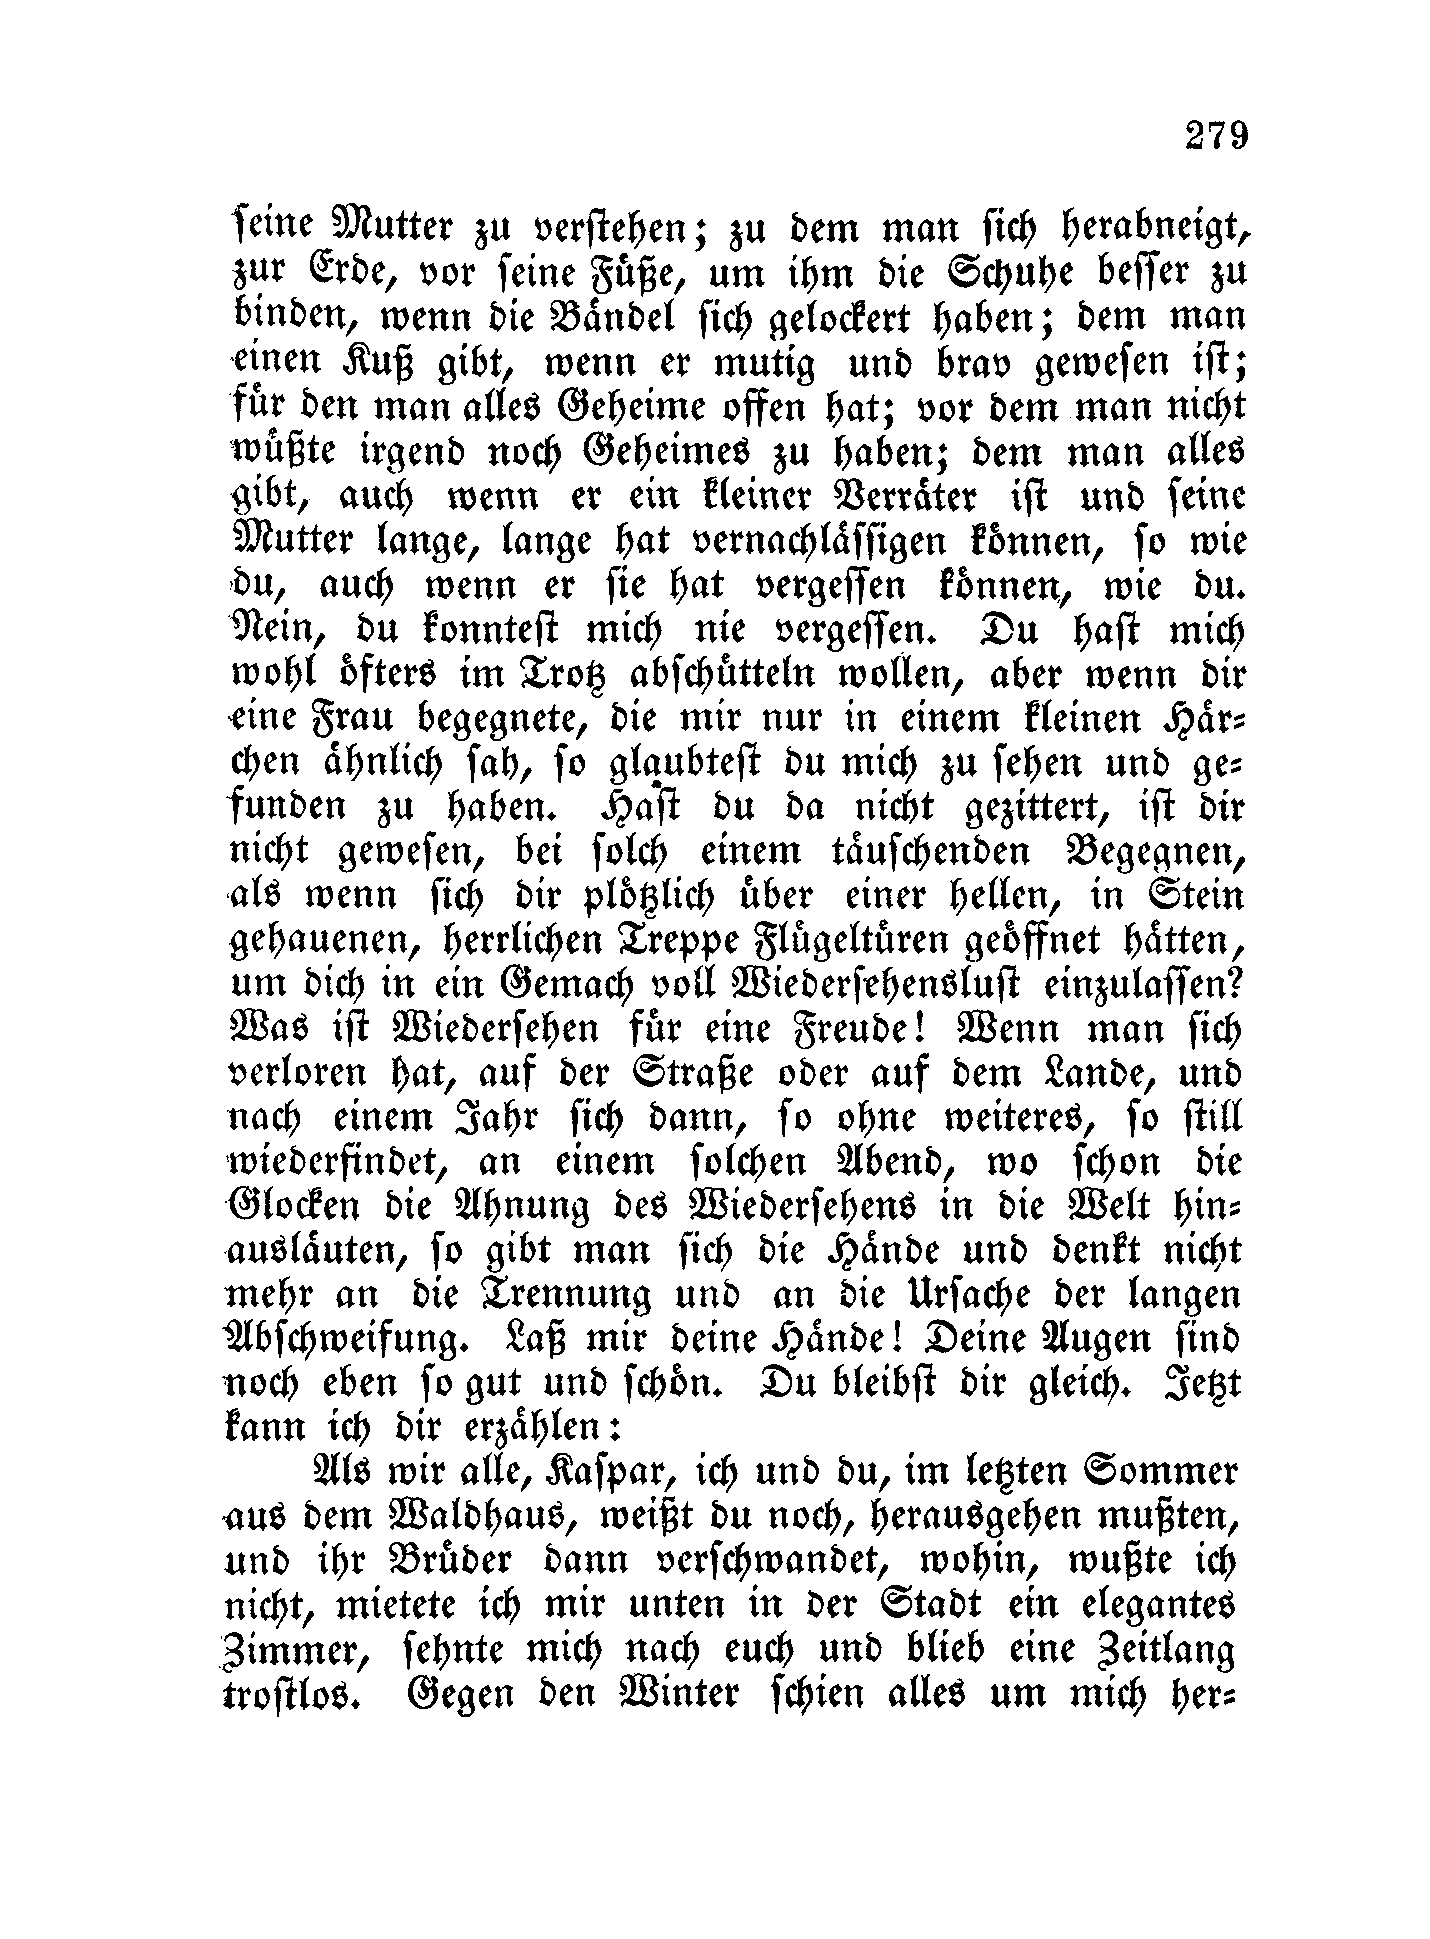 279
seine Mutter zu verstehen; zu dem man sich herabneigt,
zur Erde, vor seine Füße, um ihm die Schuhe besser zu
binden, wenn die Bändel sich gelockert haben; dem man
einen Kuß gibt, wenn er mutig und brav gewesen ist;
für den man alles Geheime offen hat; vor dem man nicht
wüßte irgend noch Geheimes zu haben; dem man alles
gibt, auch wenn er ein kleiner Verräter ist und seine
Mutter lange, lange hat vernachlässigen können, so wie
du, auch wenn er sie hat vergessen können, wie du.
Nein, du konntest mich nie vergessen. Du hast mich
wohl öfters im Trotz abschütteln wollen, aber wenn dir
eine Frau begegnete, die mir nur in einem kleinen Här-
chen ähnlich sah, so glaubtest du mich zu sehen und ge-
funden zu haben. Hast du da nicht gezittert, ist dir
nicht gewesen, bei solch einem täuschenden Begegnen,
als wenn sich dir plötzlich über einer hellen, in Stein
gehauenen, herrlichen Treppe Flügeltüren geöffnet hätten,
um dich in ein Gemach voll Wiedersehenslust einzulassen?
Was ist Wiedersehen für eine Freude! Wenn man sich
verloren hat, auf der Straße oder auf dem Lande, und
nach einem Jahr sich dann, so ohne weiteres, so still
wiederfindet, an einem solchen Abend, wo schon die
Glocken die Ahnung des Wiedersehens in die Welt hin-
ausläuten, so gibt man sich die Hände und denkt nicht
mehr an die Trennung und an die Ursache der langen
Abschweifung. Laß mir deine Hände! Deine Augen sind
noch eben so gut und schön. Du bleibst dir gleich. Jetzt
kann ich dir erzählen:
Als wir alle, Kaspar, ich und du, im letzten Sommer
aus dem Waldhaus, weißt du noch, herausgehen mußten,
und ihr Brüder dann verschwandet, wohin, wußte ich
nicht, mietete ich mir unten in der Stadt ein elegantes
Zimmer, sehnte mich nach euch und blieb eine Zeitlang
trostlos. Gegen den Winter schien alles um mich her-